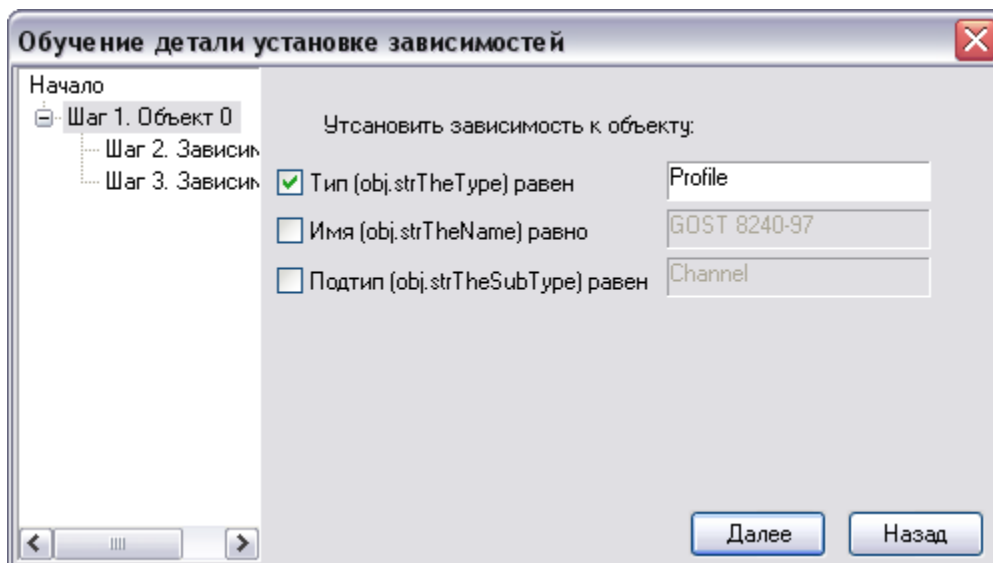 Обучение детали установке зависимостей
Начало
Шаг 1. Объект 0
Шаг 2. Зависим
Шаг 3. Зависим
Утсановить зависимость к объекту:
Тип (obj.strTheType) равен
Profile
Имя (obj.strTheName) равно
GOST 8240-97
Подтип (obj.strTheSubType) равен
Channel
Далее
Назад